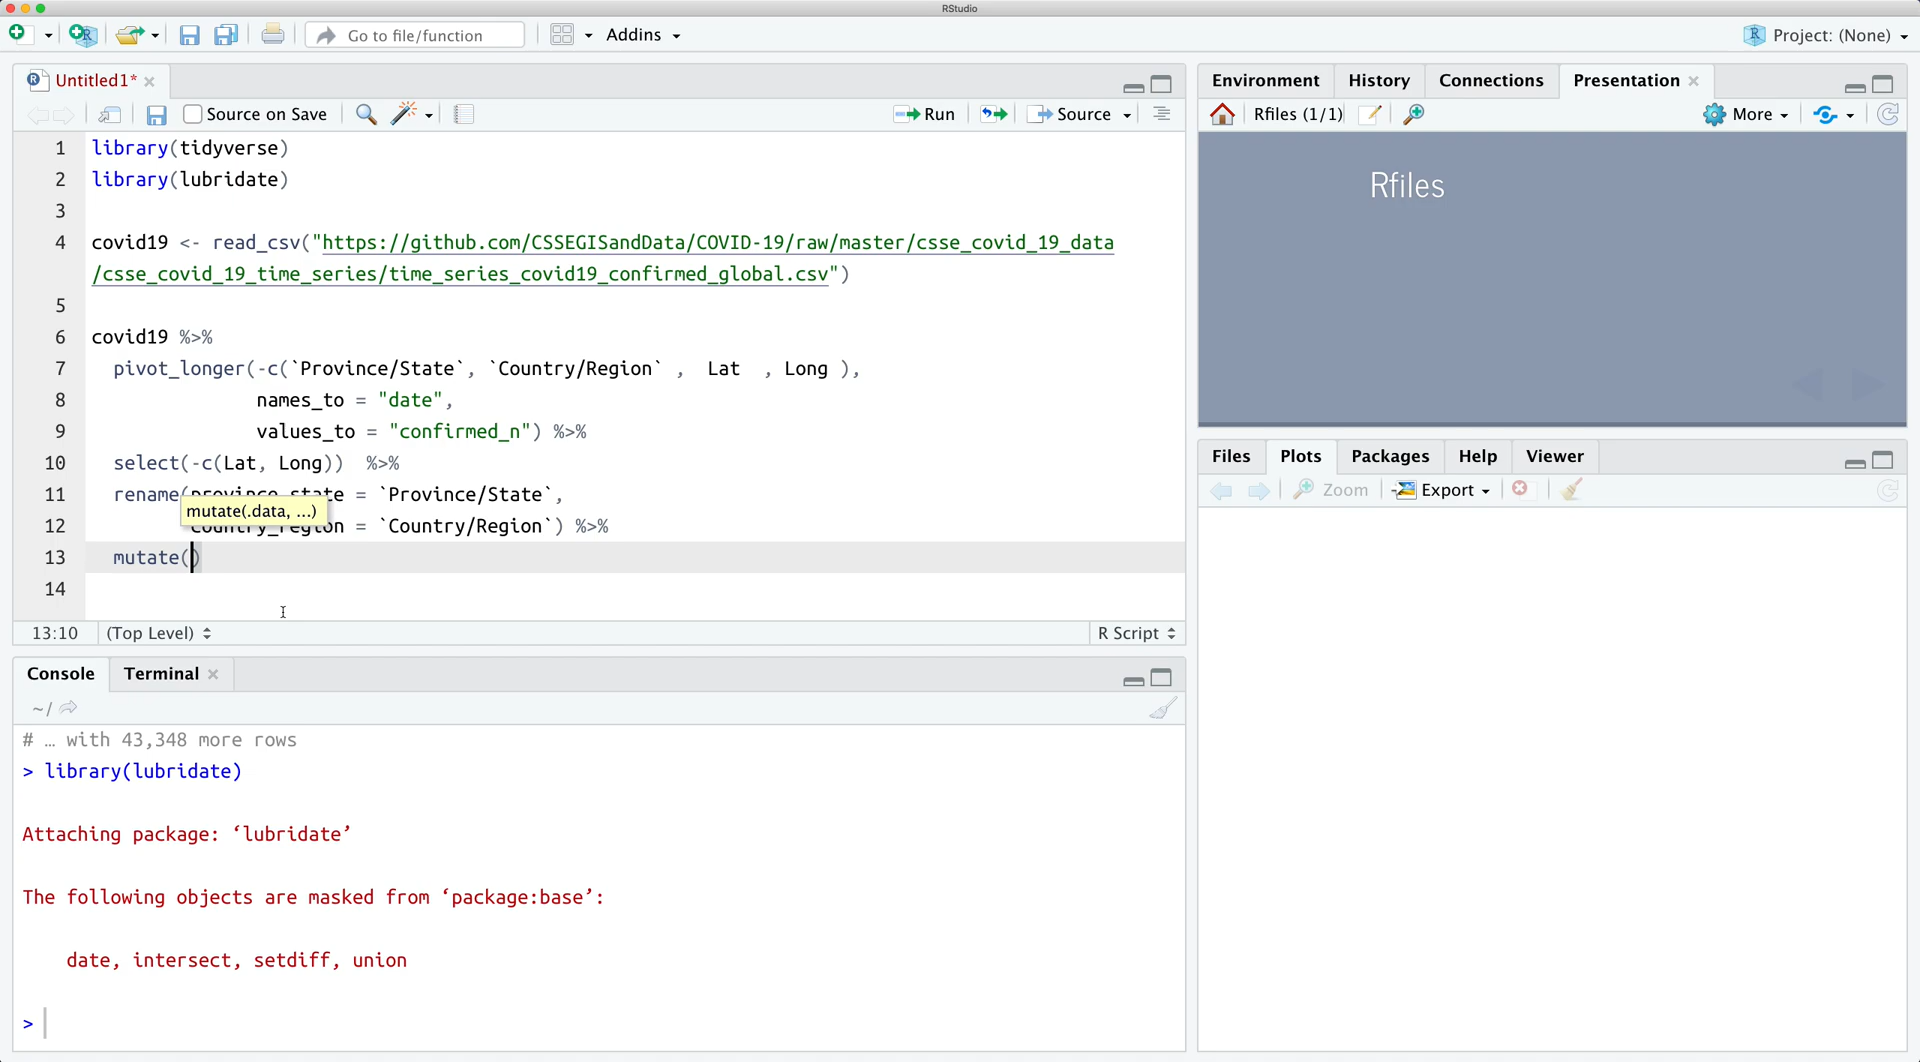 RStudio
Go to file/function
Addins
Project: (None)
Untitled1*
Source on Save
Run
Source
1 library(tidyverse)
2 library(lubridate)
3
4 covid19 <- read_csv("https://github.com/CSSEGISandData/COVID-19/raw/master/csse_covid_19_data
/csse_covid_19_time_series/time_series_covid19_confirmed_global.csv")
5
6 covid19 %>%
7 pivot_longer(-c(`Province/State`, `Country/Region` , Lat , Long ),
8 names_to = "date",
9 values_to = "confirmed_n") %>%
10 select(-c(Lat, Long)) %>%
11 rename(province_state = `Province/State`,
mutate(.data, ...)
12 country_region = `Country/Region`) %>%
13 mutate()
14
13:10 (Top Level) R Script
Console Terminal
~/
# … with 43,348 more rows
> library(lubridate)
Attaching package: ‘lubridate’
The following objects are masked from ‘package:base’:
date, intersect, setdiff, union
>
Environment History Connections Presentation
Rfiles (1/1) More
Rfiles
Files Plots Packages Help Viewer
Zoom Export